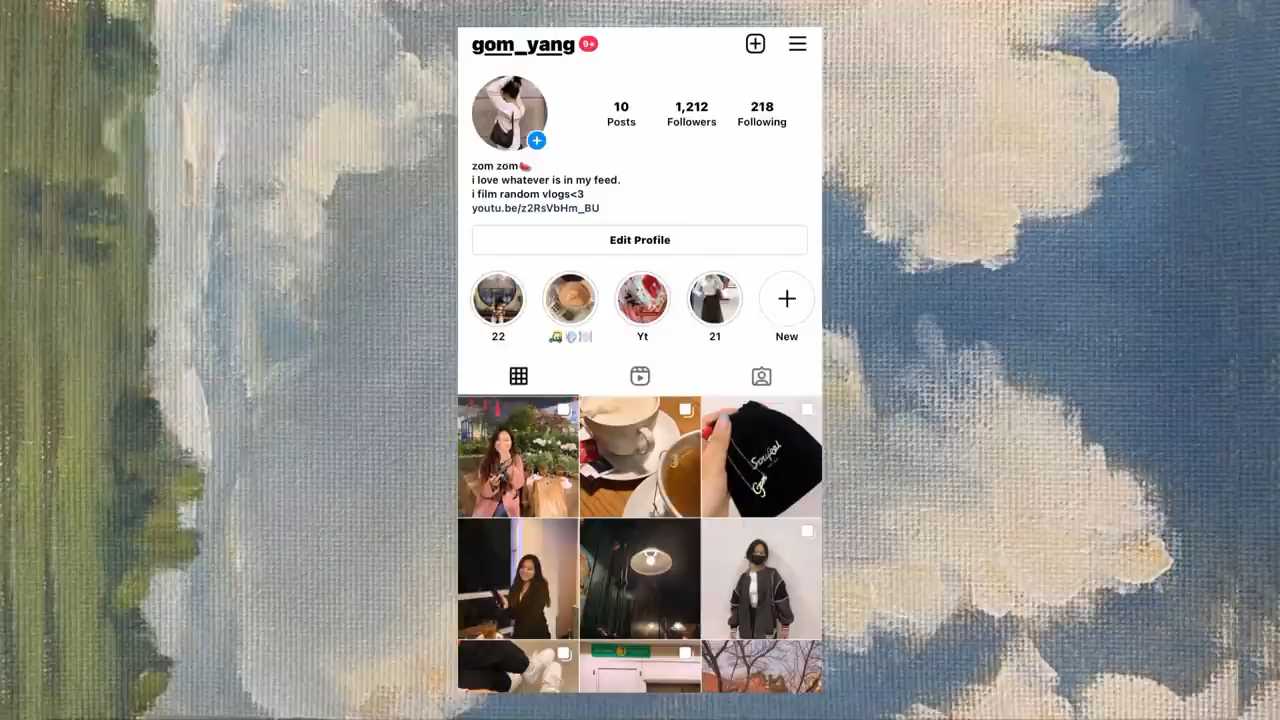 gom_yang 9+
10 1,212 218
Posts Followers Following
zom zom🍉
i love whatever is in my feed.
i film random vlogs<3
youtu.be/z2RsVbHm_BU
Edit Profile
22 Yt 21 New